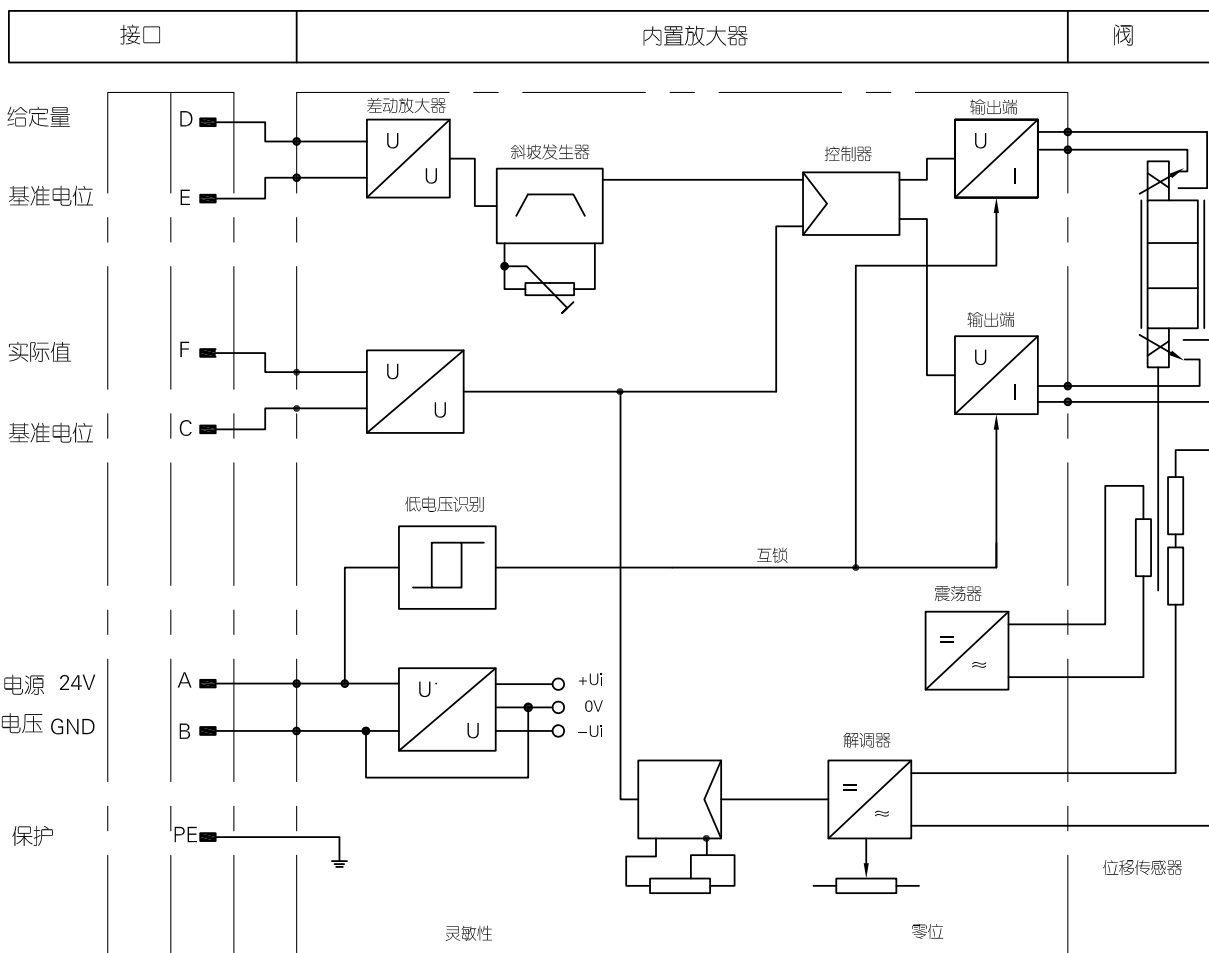 接口 内置放大器 阀
给定量 D 差动放大器 输出端
U U 斜坡发生器 控制器 U I
基准电位 E
实际值 F 输出端
U U U I
基准电位 C
低电压识别
互锁
震荡器
= ≈
电源 24V A U U +Ui
0V
电压 GND B -Ui
解调器
= ≈
保护 PE
位移传感器
灵敏性 零位